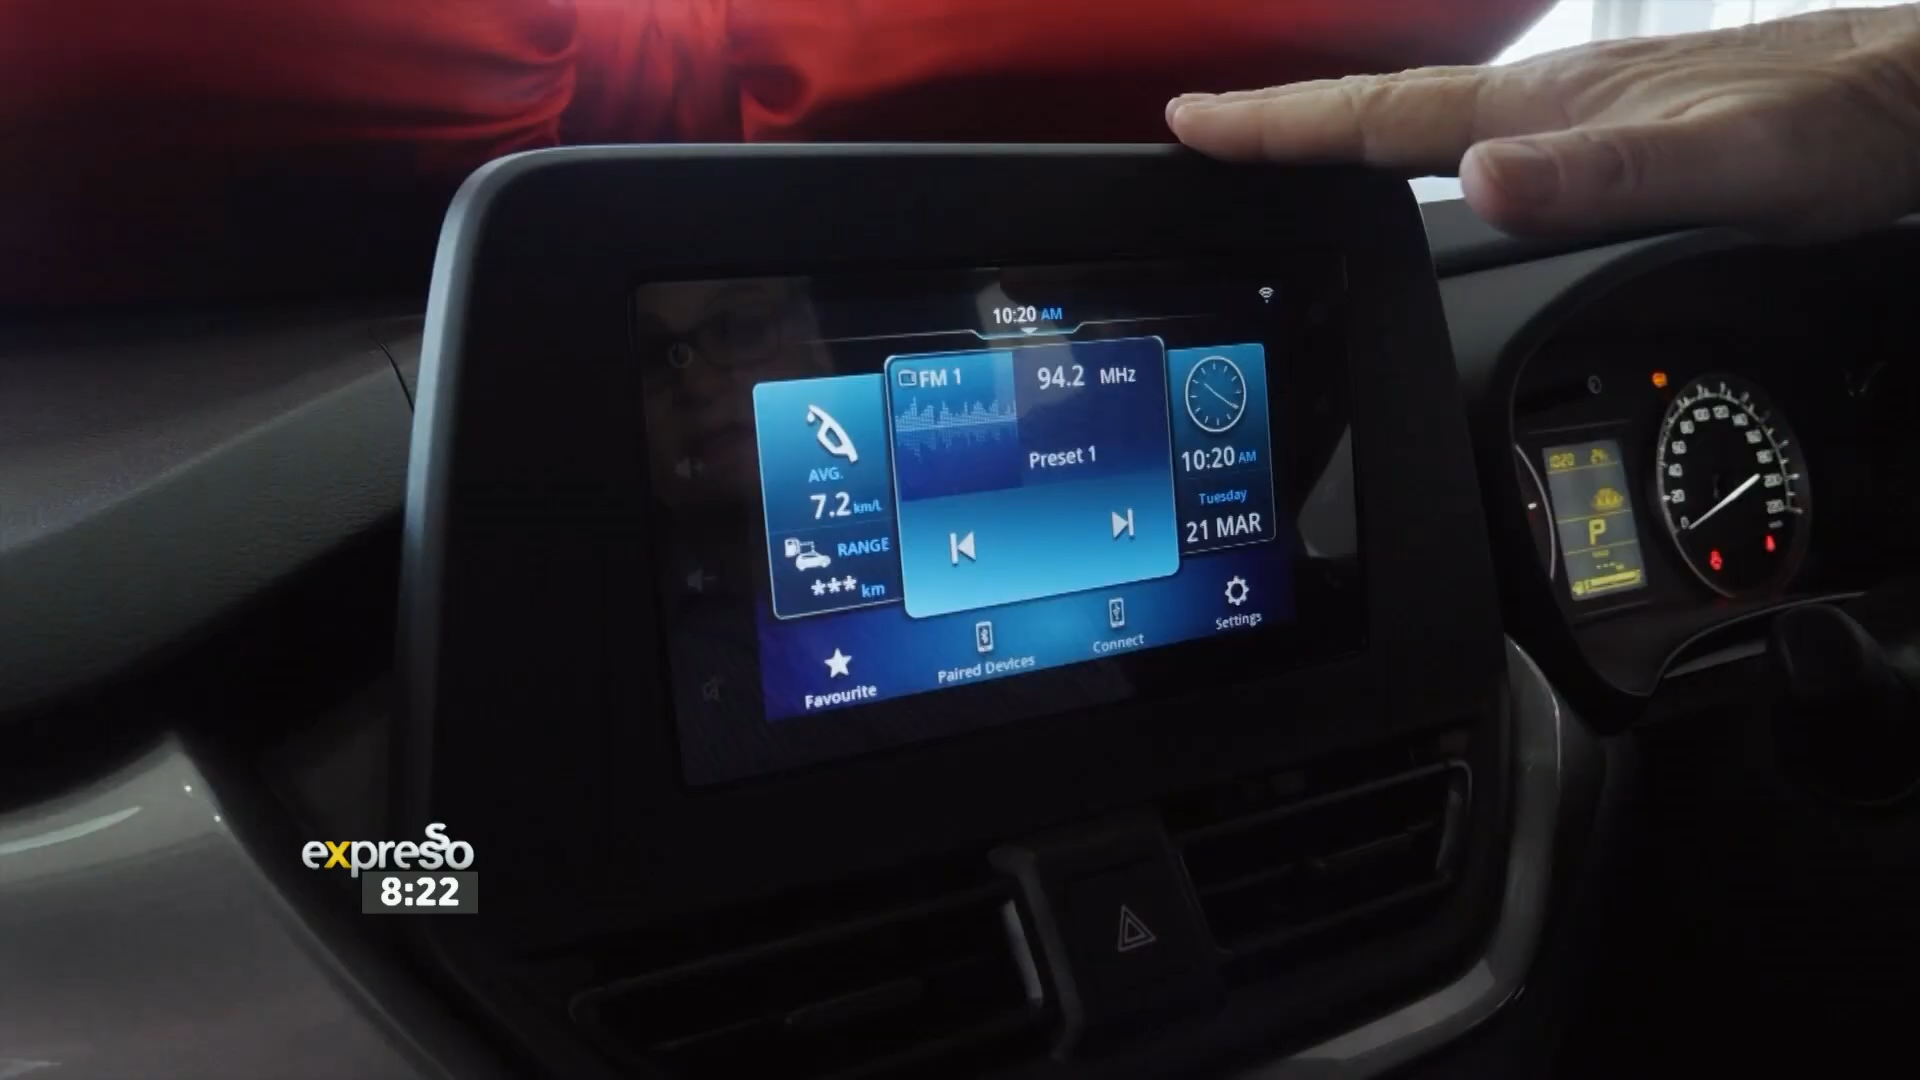 10:20 AM
FM 1
94.2 MHz
Preset 1
AVG.
7.2 km/L
RANGE
*** km
10:20 AM
Tuesday
21 MAR
Favourite
Paired Devices
Connect
Settings
P
expresso
8:22